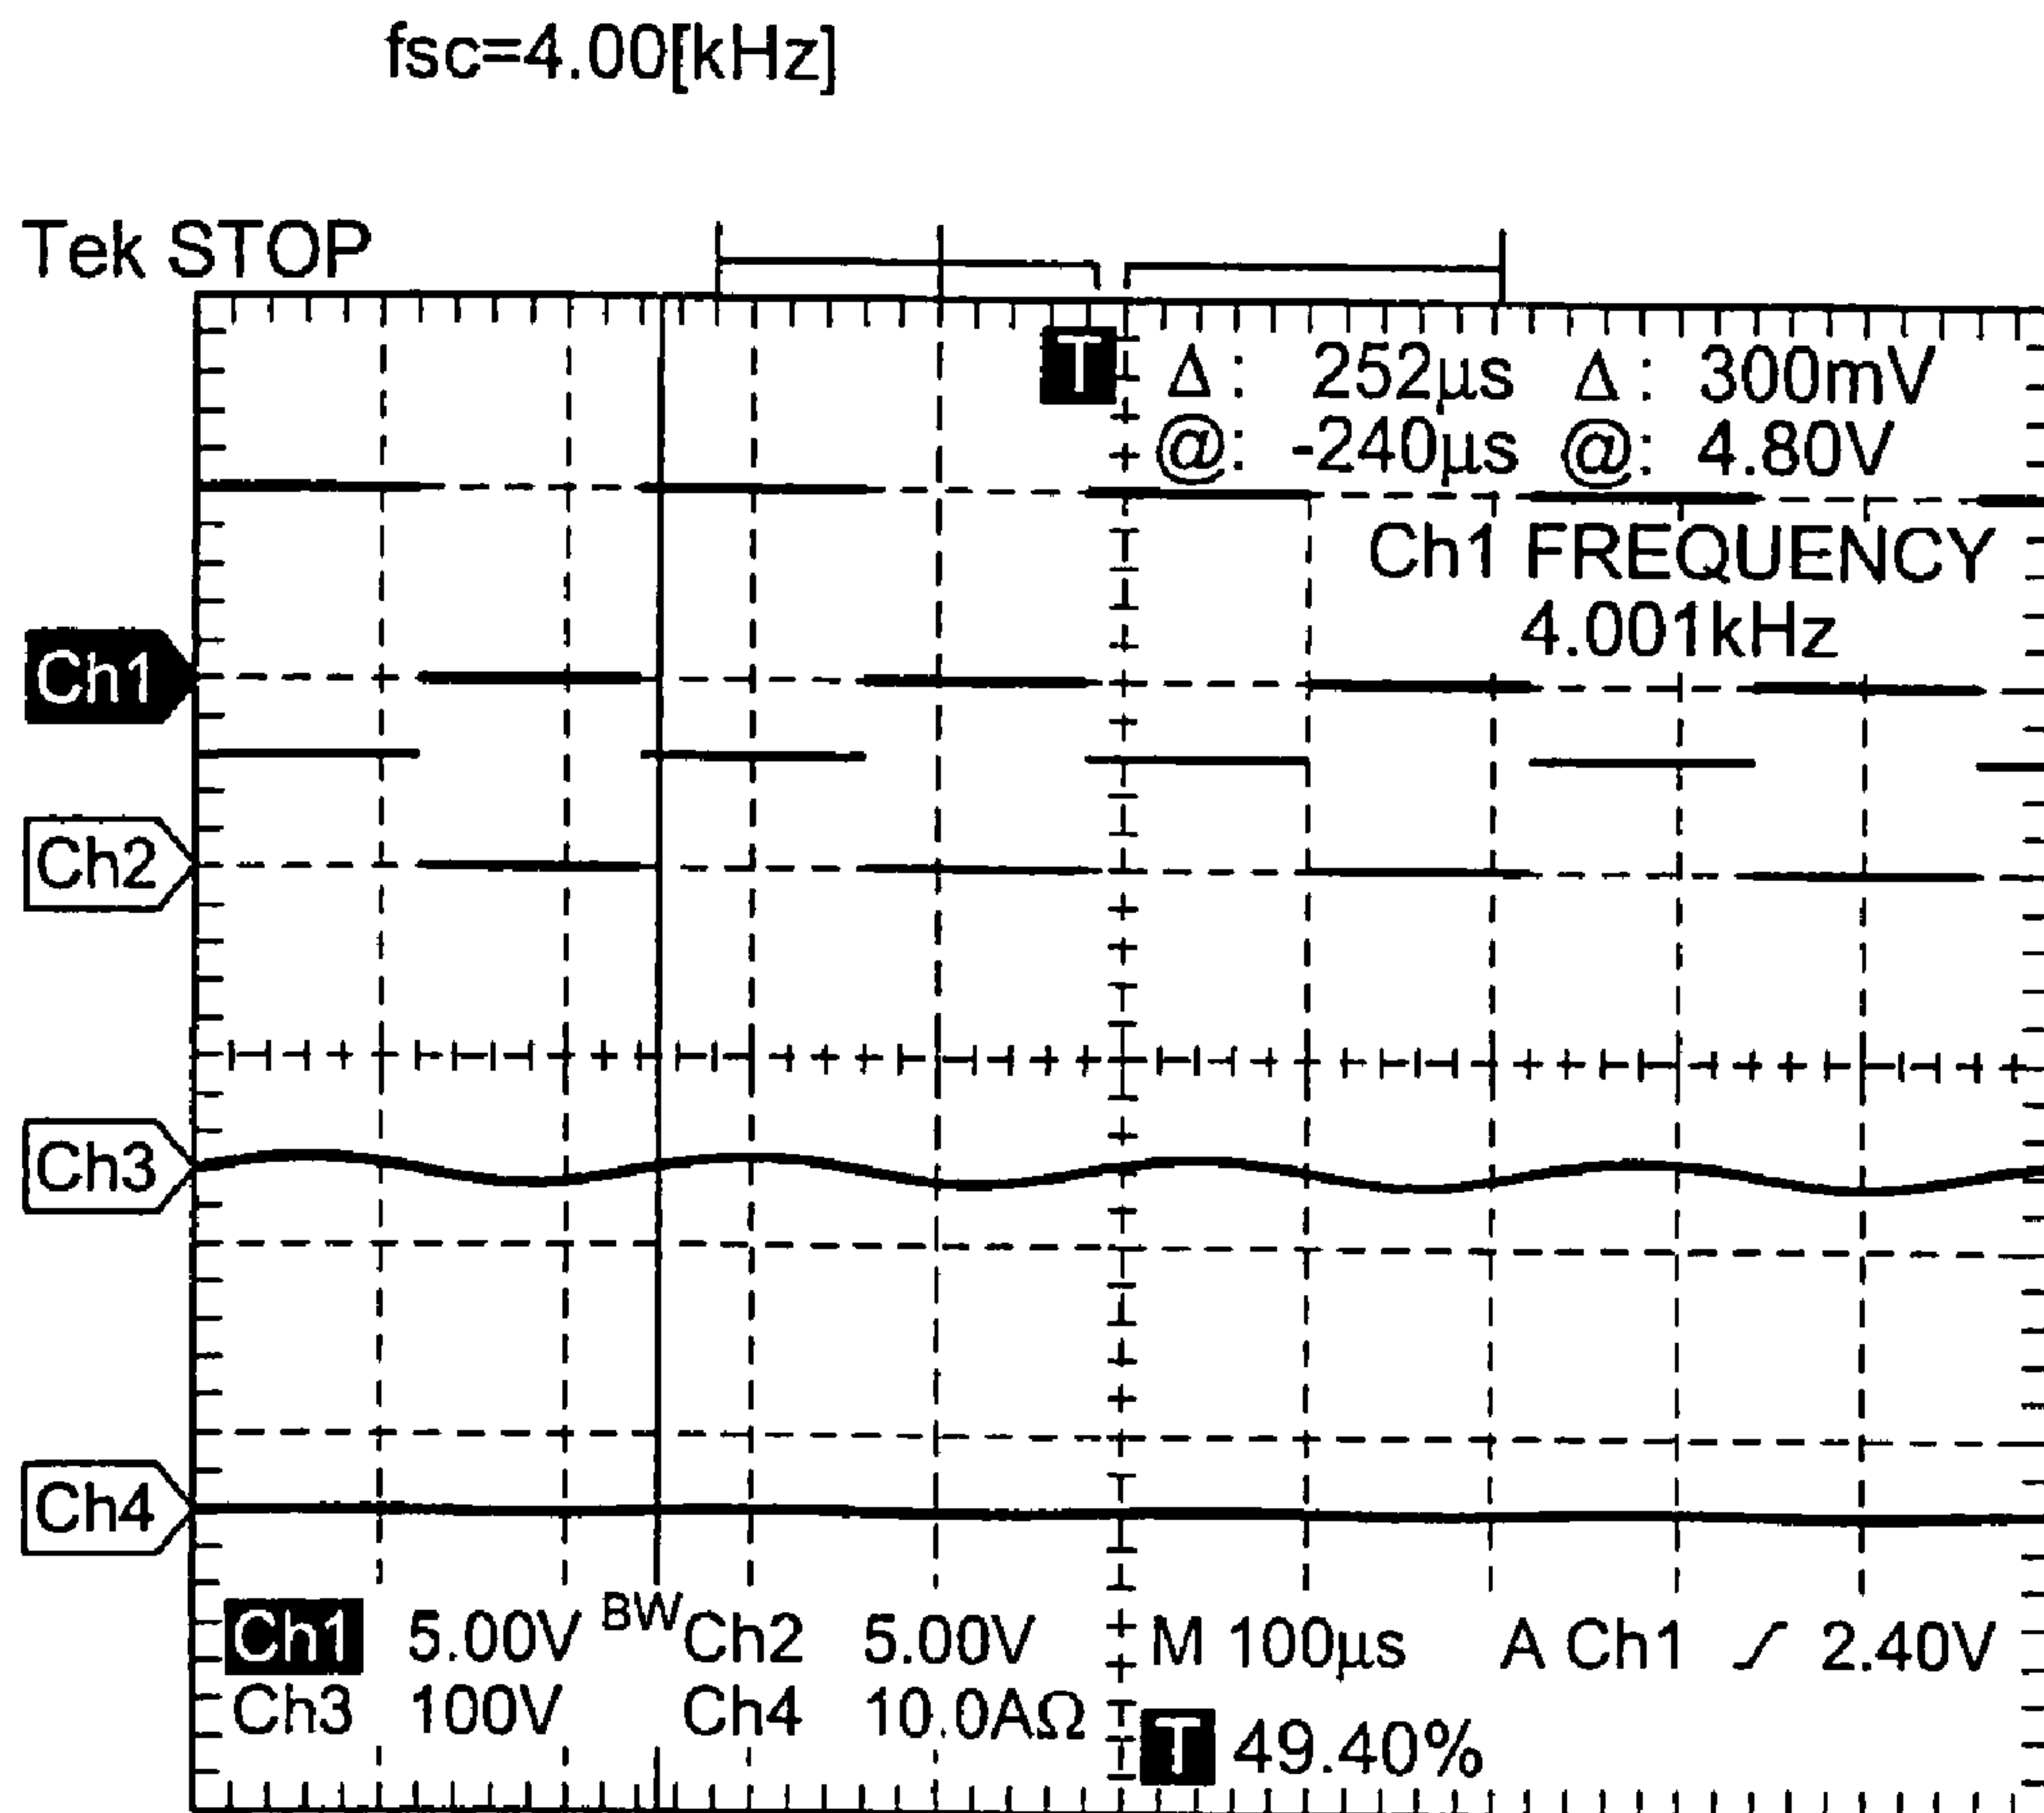 fsc=4.00[kHz]
Tek STOP
T
Δ: 252µs Δ: 300mV
@: -240µs @: 4.80V
Ch1 FREQUENCY
4.001kHz
Ch1
Ch2
Ch3
Ch4
Ch1 5.00V BW Ch2 5.00V M 100µs A Ch1 2.40V
Ch3 100V Ch4 10.0AΩ
T 49.40%